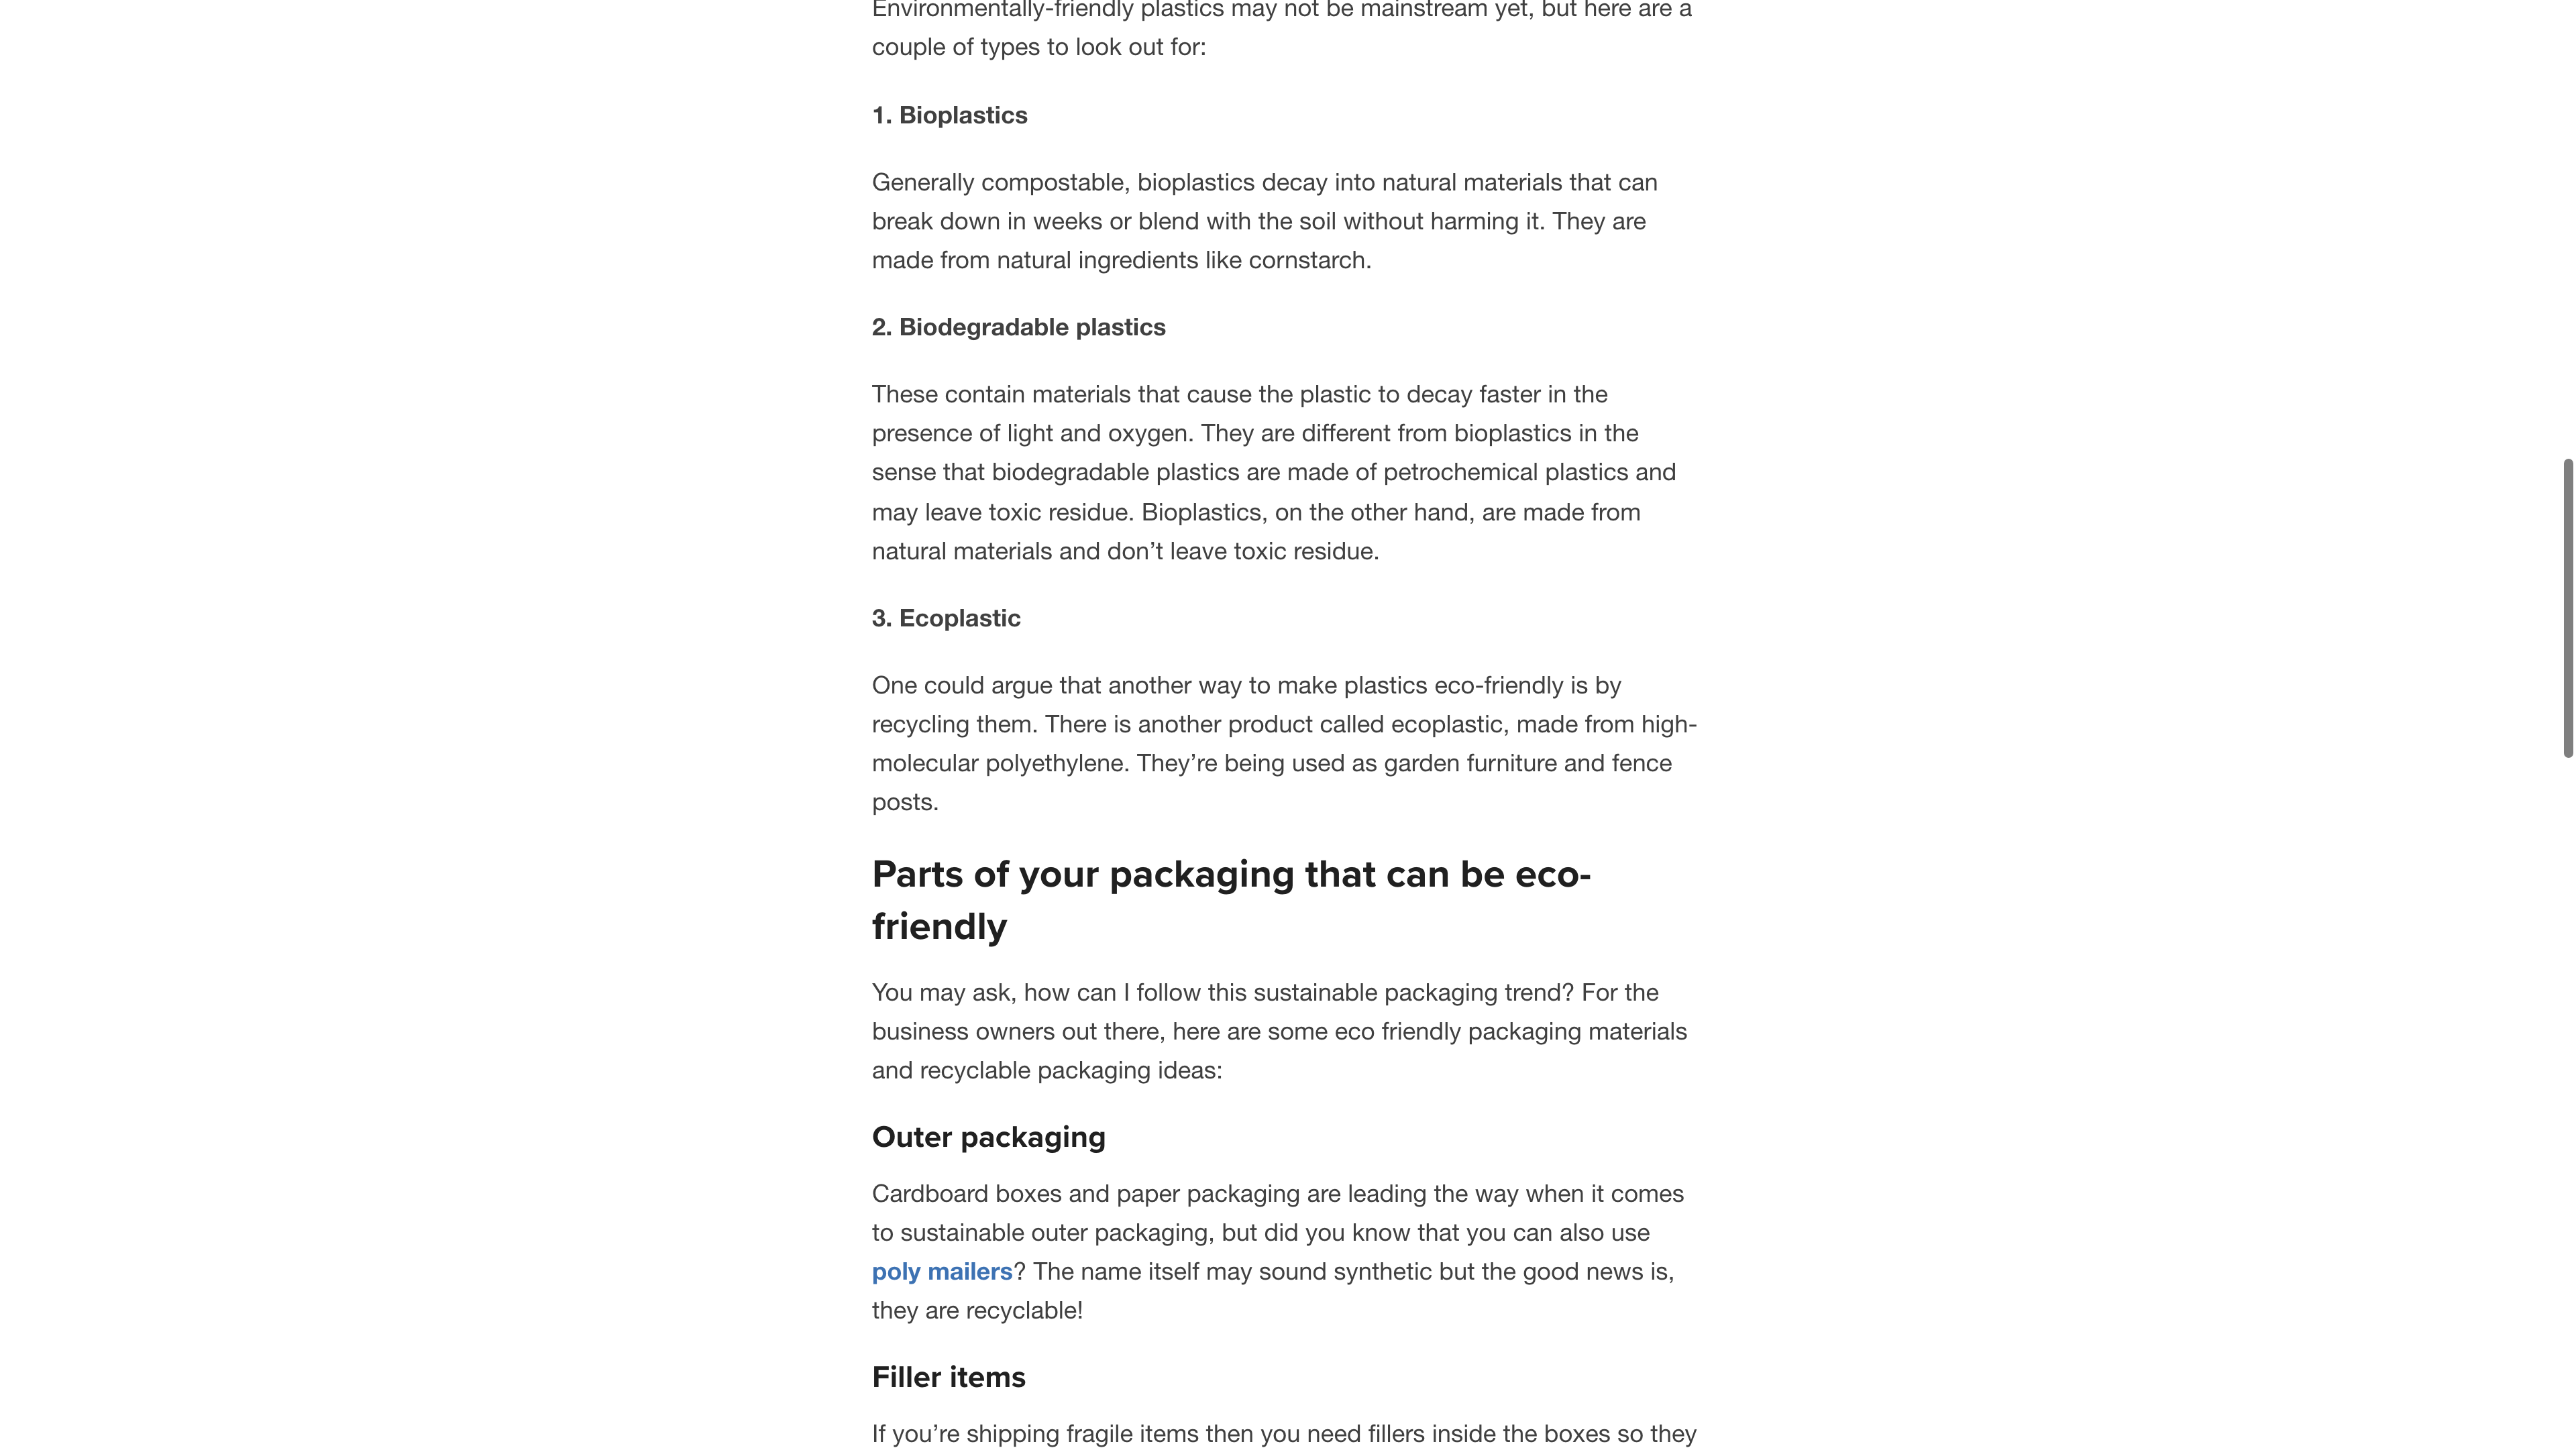 Environmentally-friendly plastics may not be mainstream yet, but here are a
couple of types to look out for:
1. Bioplastics
Generally compostable, bioplastics decay into natural materials that can
break down in weeks or blend with the soil without harming it. They are
made from natural ingredients like cornstarch.
2. Biodegradable plastics
These contain materials that cause the plastic to decay faster in the
presence of light and oxygen. They are different from bioplastics in the
sense that biodegradable plastics are made of petrochemical plastics and
may leave toxic residue. Bioplastics, on the other hand, are made from
natural materials and don’t leave toxic residue.
3. Ecoplastic
One could argue that another way to make plastics eco-friendly is by
recycling them. There is another product called ecoplastic, made from high-
molecular polyethylene. They’re being used as garden furniture and fence
posts.
Parts of your packaging that can be eco-
friendly
You may ask, how can I follow this sustainable packaging trend? For the
business owners out there, here are some eco friendly packaging materials
and recyclable packaging ideas:
Outer packaging
Cardboard boxes and paper packaging are leading the way when it comes
to sustainable outer packaging, but did you know that you can also use
poly mailers? The name itself may sound synthetic but the good news is,
they are recyclable!
Filler items
If you’re shipping fragile items then you need fillers inside the boxes so they